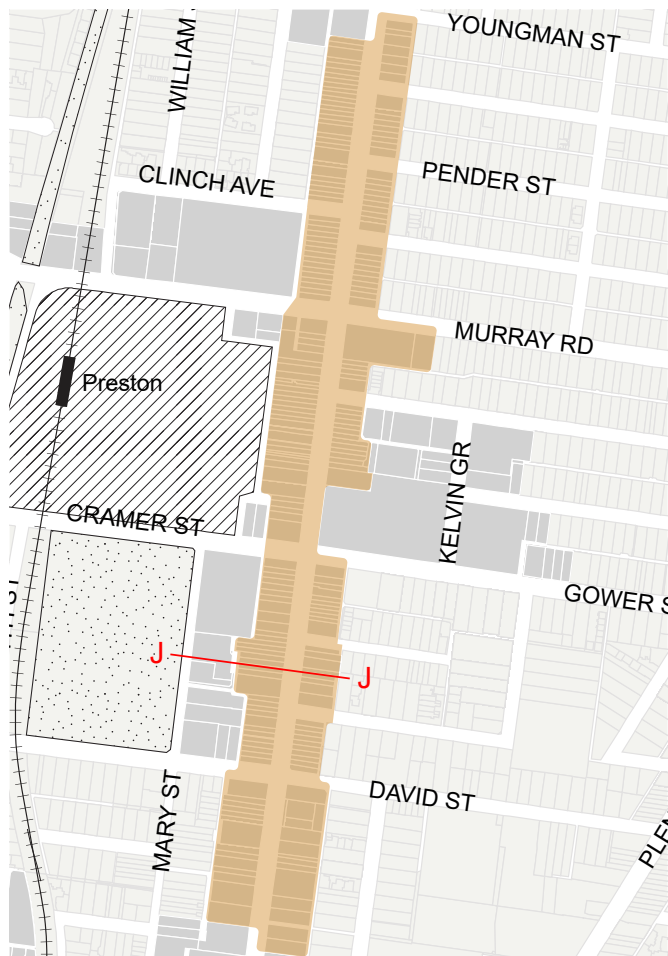 YOUNGMAN ST
WILLIAM
CLINCH AVE
PENDER ST
MURRAY RD
Preston
KELVIN GR
CRAMER ST
GOWER S
J
J
DAVID ST
MARY ST
PLEN